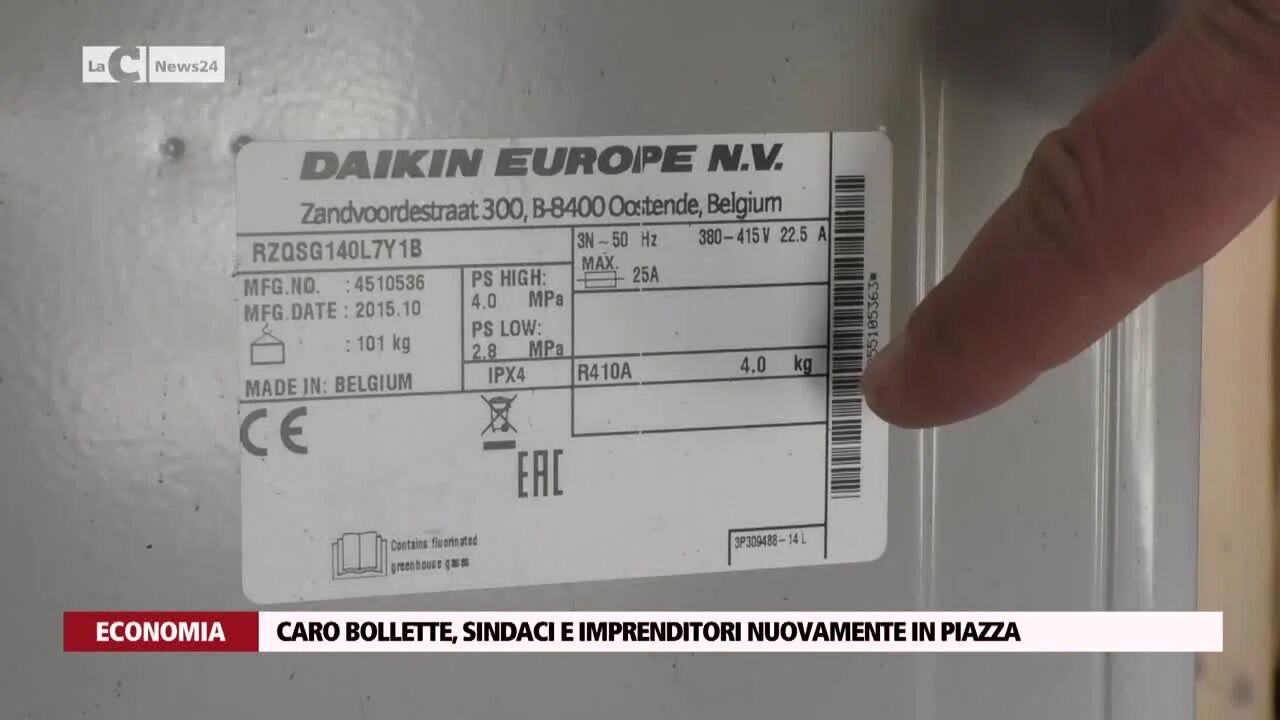 LaC News24
DAIKIN EUROPE N.V.
Zandvoordestraat 300, B-8400 Oostende, Belgium
RZQSG140L7Y1B
3N~50 Hz 380-415V 22.5 A
MAX. 25A
MFG.NO. : 4510536
MFG.DATE : 2015.10
: 101 kg
MADE IN: BELGIUM
PS HIGH:
4.0 MPa
PS LOW:
2.8 MPa
IPX4
R410A 4.0 kg
CE
EAC
Contains fluorinated
greenhouse gases
3P309488-14 L
55105363*
ECONOMIA CARO BOLLETTE, SINDACI E IMPRENDITORI NUOVAMENTE IN PIAZZA